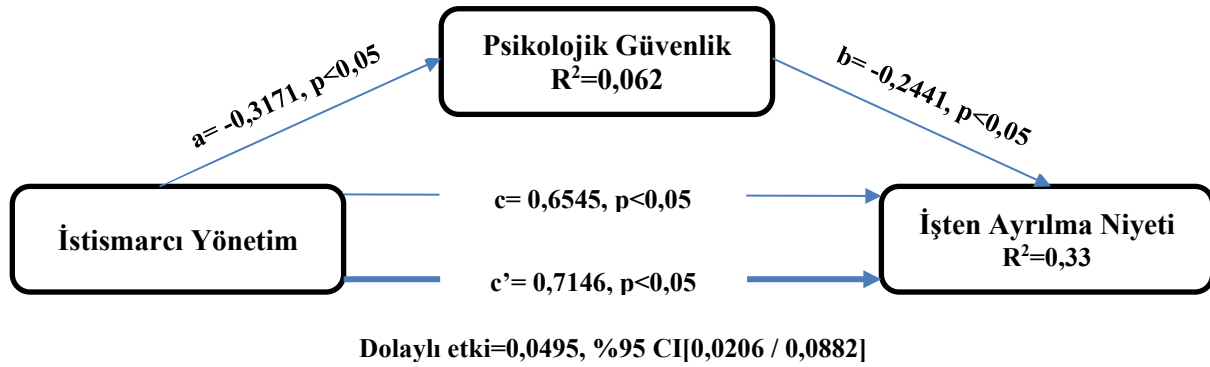 Psikolojik Güvenlik
R²=0,062
a= -0,3171, p<0,05
b= -0,2441, p<0,05
İstismarcı Yönetim
c= 0,6545, p<0,05
c’= 0,7146, p<0,05
İşten Ayrılma Niyeti
R²=0,33
Dolaylı etki=0,0495, %95 CI[0,0206 / 0,0882]